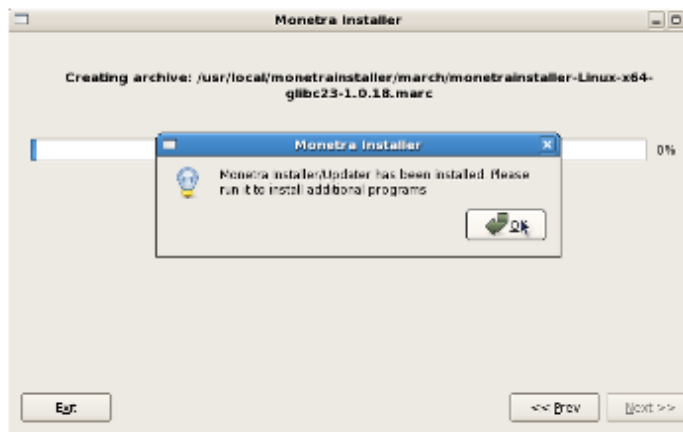 Monetra Installer
Creating archive: /usr/local/monetrainstaller/march/monetrainstaller-Linux-x64-
glibc23-1.0.18.marc
0%
Monetra Installer
Monetra Installer/Updater has been installed. Please
run it to install additional programs
OK
Exit
<< Prev
Next >>